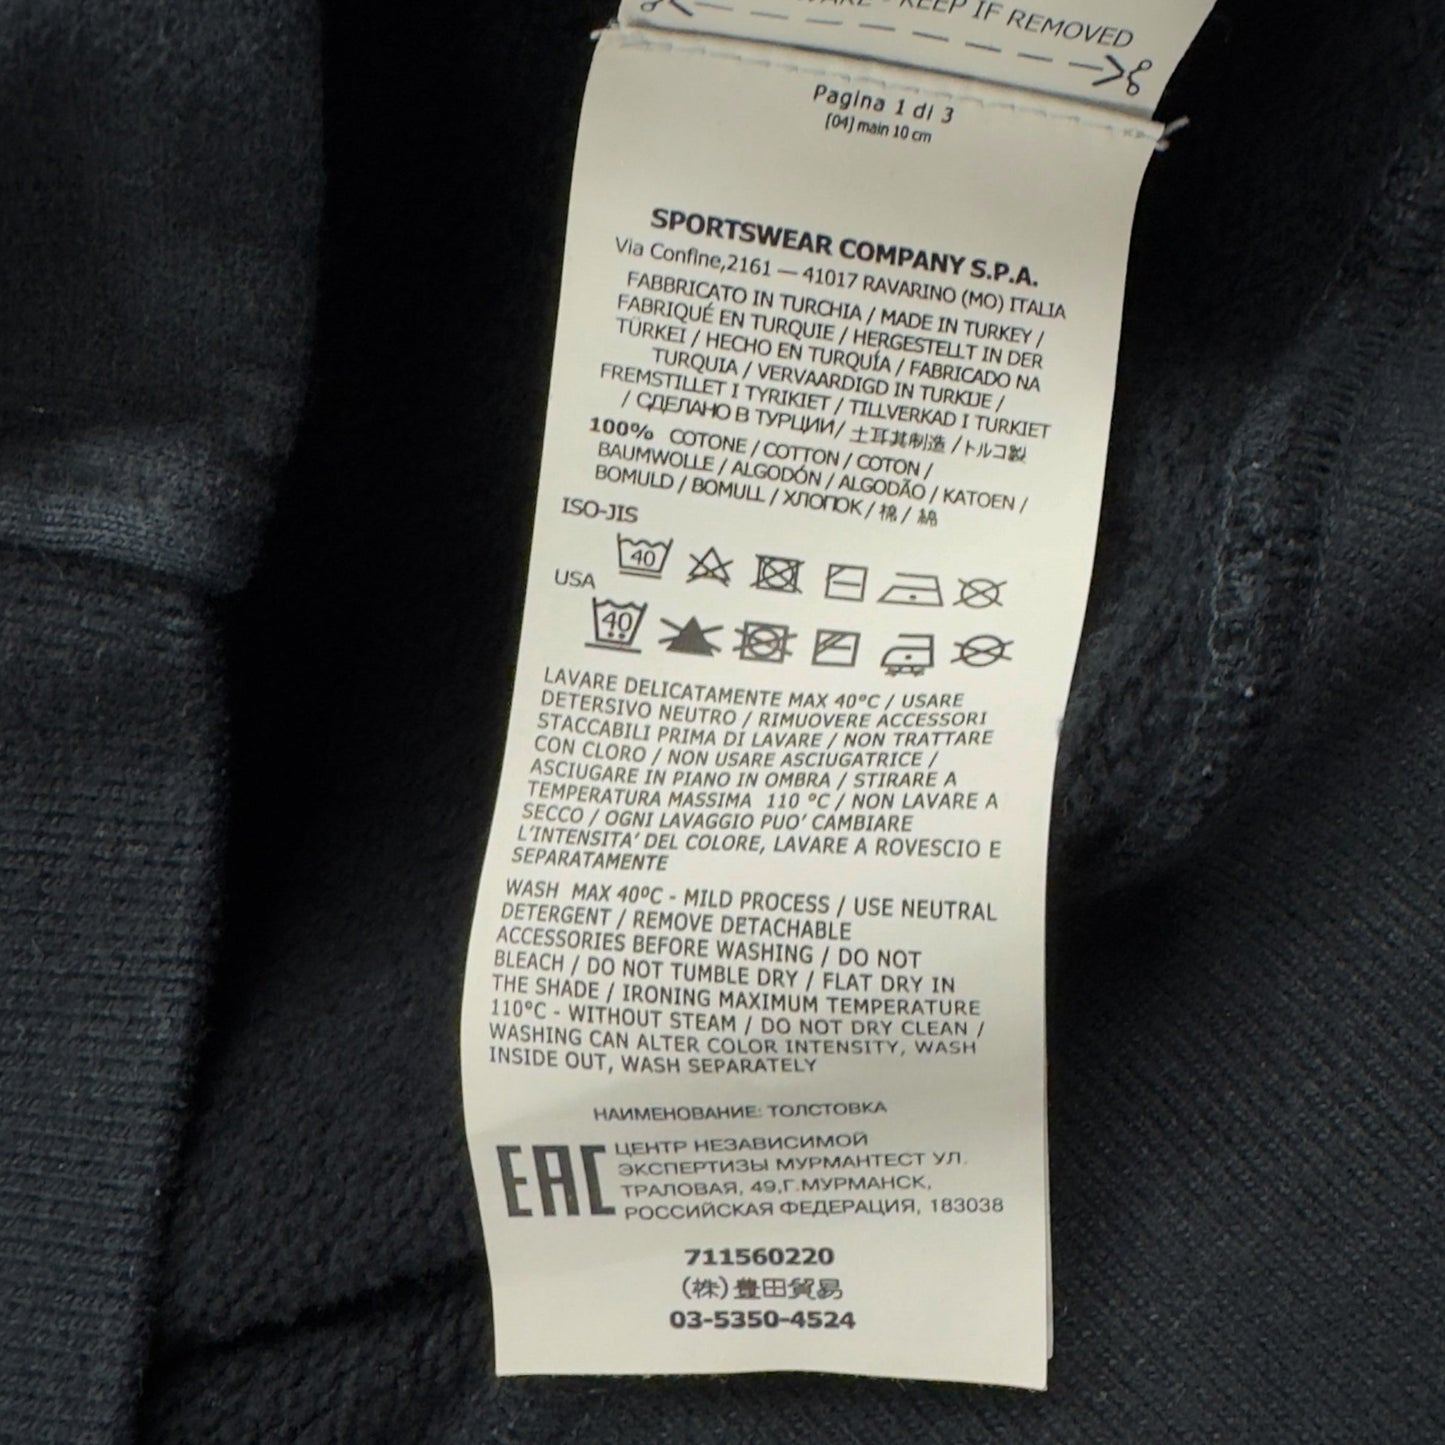 KEEP IF REMOVED
Pagina 1 di 3
[04] main 10 cm
SPORTSWEAR COMPANY S.P.A.
Via Confine,2161 — 41017 RAVARINO (MO) ITALIA
FABBRICATO IN TURCHIA / MADE IN TURKEY /
FABRIQUÉ EN TURQUIE / HERGESTELLT IN DER
TÜRKEI / HECHO EN TURQUÍA / FABRICADO NA
TURQUIA / VERVAARDIGD IN TURKIJE /
FREMSTILLET I TYRKIET / TILLVERKAD I TURKIET
/ СДЕЛАНО В ТУРЦИИ/ 土耳其制造 /トルコ製
100% COTONE / COTTON / COTON /
BAUMWOLLE / ALGODÓN / ALGODÃO / KATOEN /
BOMULD / BOMULL / ХЛОПОК / 棉 / 綿
ISO-JIS
40
USA
40
LAVARE DELICATAMENTE MAX 40°C / USARE
DETERSIVO NEUTRO / RIMUOVERE ACCESSORI
STACCABILI PRIMA DI LAVARE / NON TRATTARE
CON CLORO / NON USARE ASCIUGATRICE /
ASCIUGARE IN PIANO IN OMBRA / STIRARE A
TEMPERATURA MASSIMA 110 °C / NON LAVARE A
SECCO / OGNI LAVAGGIO PUO' CAMBIARE
L'INTENSITA' DEL COLORE, LAVARE A ROVESCIO E
SEPARATAMENTE
WASH MAX 40°C - MILD PROCESS / USE NEUTRAL
DETERGENT / REMOVE DETACHABLE
ACCESSORIES BEFORE WASHING / DO NOT
BLEACH / DO NOT TUMBLE DRY / FLAT DRY IN
THE SHADE / IRONING MAXIMUM TEMPERATURE
110°C - WITHOUT STEAM / DO NOT DRY CLEAN /
WASHING CAN ALTER COLOR INTENSITY, WASH
INSIDE OUT, WASH SEPARATELY
НАИМЕНОВАНИЕ: ТОЛСТОВКА
EAC
ЦЕНТР НЕЗАВИСИМОЙ
ЭКСПЕРТИЗЫ МУРМАНТЕСТ УЛ.
ТРАЛОВАЯ, 49,Г.МУРМАНСК,
РОССИЙСКАЯ ФЕДЕРАЦИЯ, 183038
711560220
(株)豊田貿易
03-5350-4524